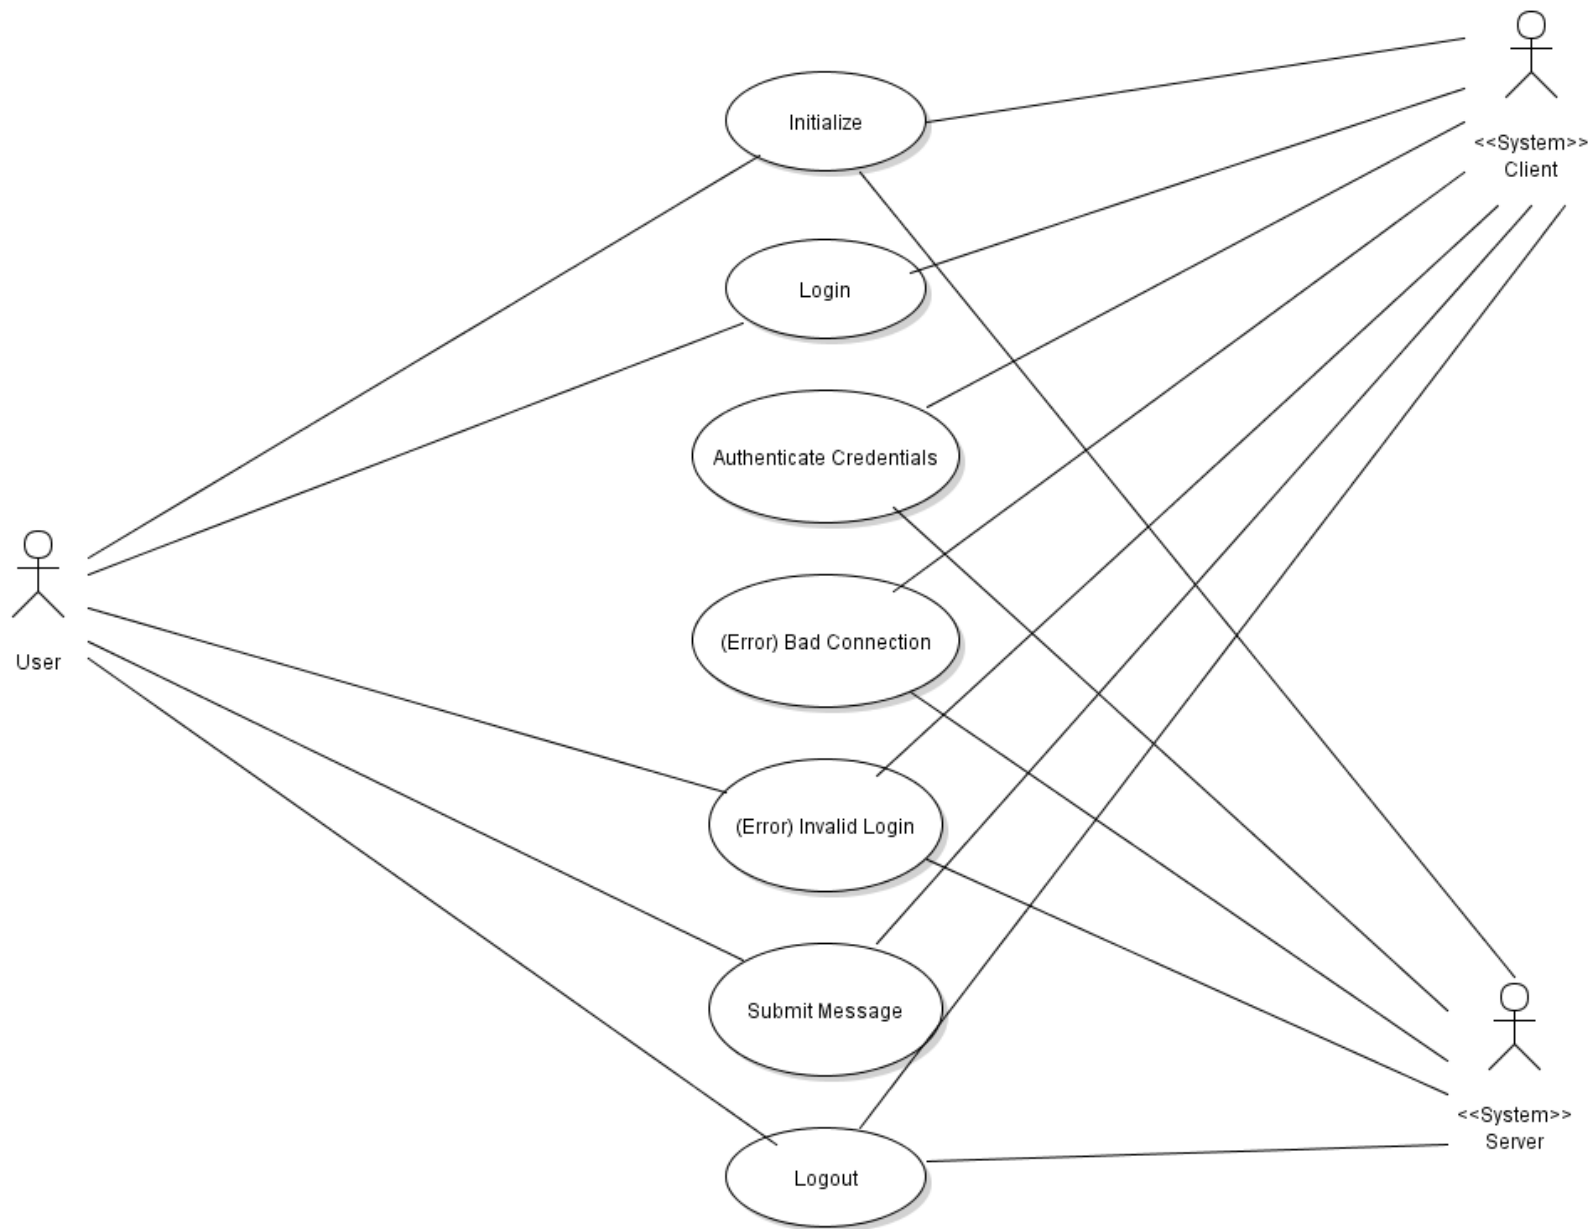 Initialize
<<System>>
Client
Login
Authenticate Credentials
(Error) Bad Connection
User
(Error) Invalid Login
Submit Message
<<System>>
Server
Logout